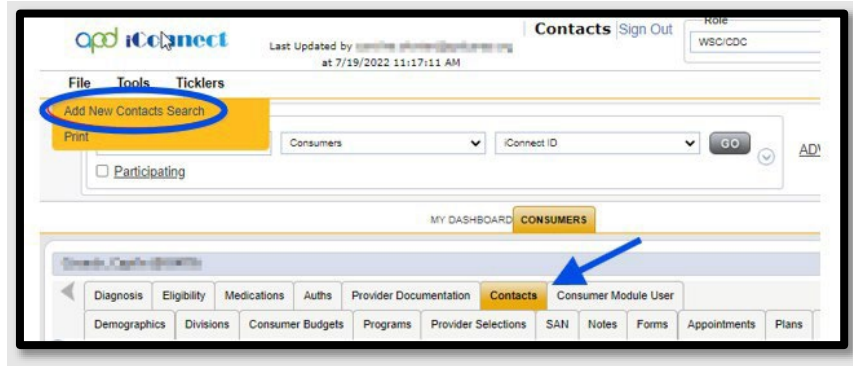 apd iConnect
Contacts Sign Out
Role
WSC/CDC
Last Updated by
at 7/19/2022 11:17:11 AM
File Tools Ticklers
Add New Contacts Search
Print
Consumers iConnect ID GO
Participating
MY DASHBOARD CONSUMERS
Diagnosis Eligibility Medications Auths Provider Documentation Contacts Consumer Module User
Demographics Divisions Consumer Budgets Programs Provider Selections SAN Notes Forms Appointments Plans